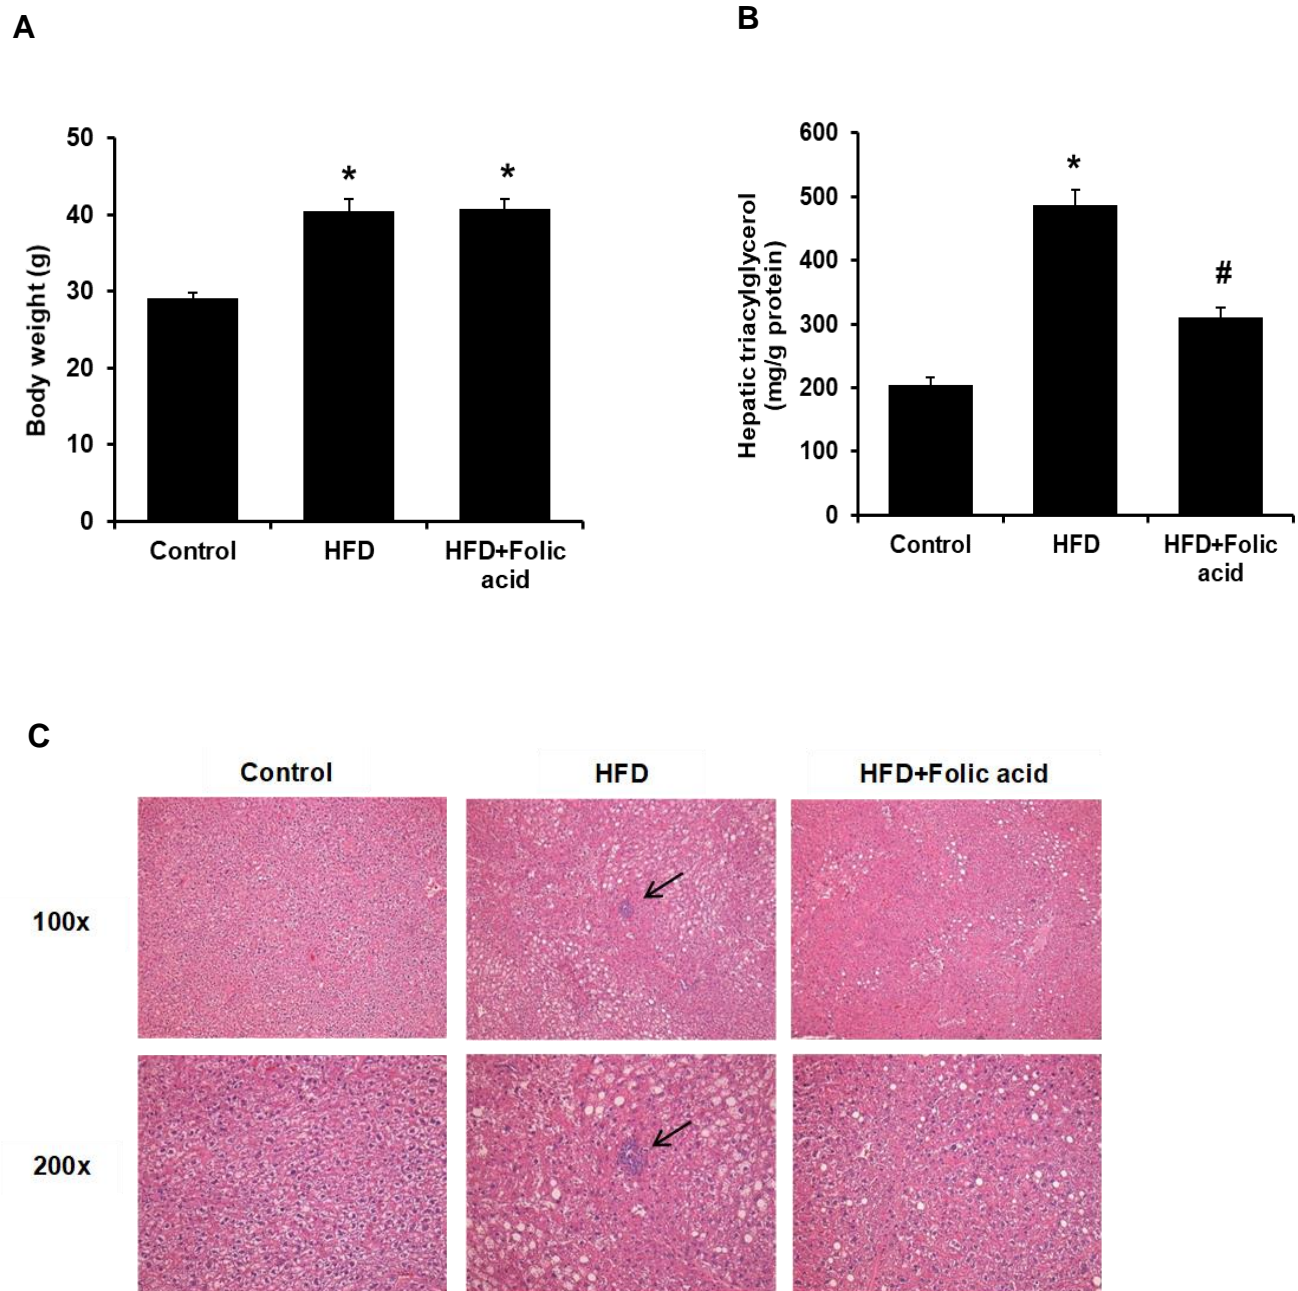 A
50
40
30
20
10
0
Body weight (g)
*
*
Control
HFD
HFD+Folic
acid
B
600
500
400
300
200
100
0
Hepatic triacylglycerol
(mg/g protein)
*
#
Control
HFD
HFD+Folic
acid
C
Control
HFD
HFD+Folic acid
100x
200x